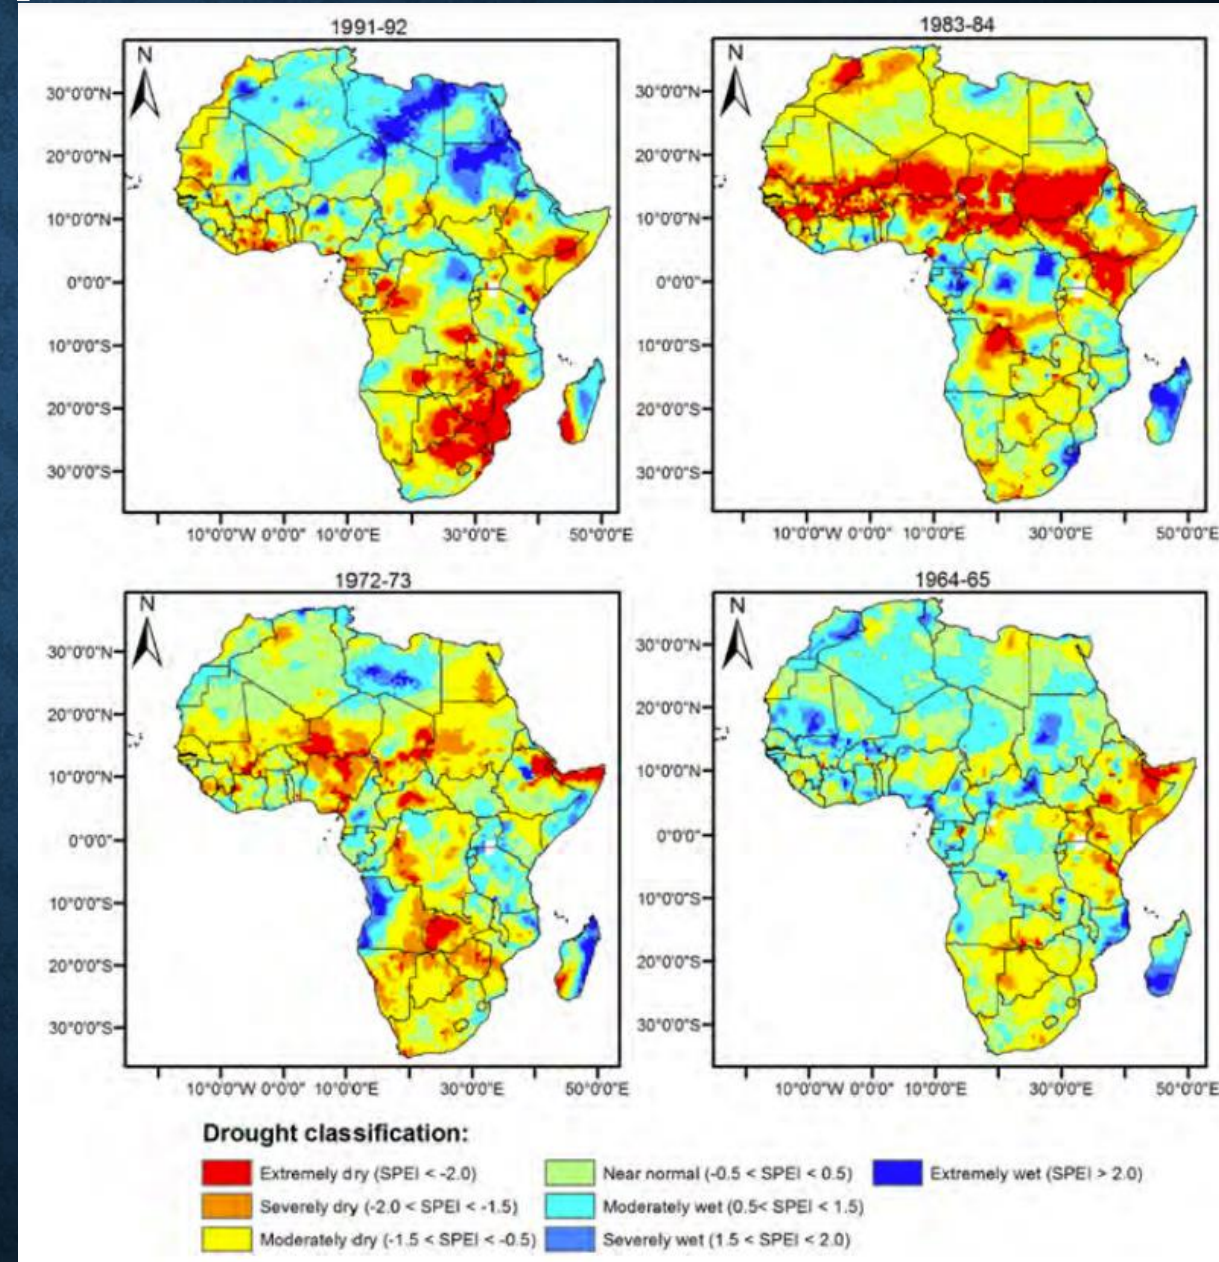 1991-92
1983-84
N
N
30°0'0"N
20°0'0"N
10°0'0"N
0°0'0"
10°0'0"S
20°0'0"S
30°0'0"S
30°0'0"N
20°0'0"N
10°0'0"N
0°0'0"
10°0'0"S
20°0'0"S
30°0'0"S
10°0'0"W 0°0'0" 10°0'0"E 30°0'0"E 50°0'0"E
10°0'0"W 0°0'0" 10°0'0"E 30°0'0"E 50°0'0"E
1972-73
1964-65
N
N
30°0'0"N
20°0'0"N
10°0'0"N
0°0'0"
10°0'0"S
20°0'0"S
30°0'0"S
30°0'0"N
20°0'0"N
10°0'0"N
0°0'0"
10°0'0"S
20°0'0"S
30°0'0"S
10°0'0"W 0°0'0" 10°0'0"E 30°0'0"E 50°0'0"E
10°0'0"W 0°0'0" 10°0'0"E 30°0'0"E 50°0'0"E
Drought classification:
Extremely dry (SPEI < -2.0)
Severely dry (-2.0 < SPEI < -1.5)
Moderately dry (-1.5 < SPEI < -0.5)
Near normal (-0.5 < SPEI < 0.5)
Moderately wet (0.5< SPEI < 1.5)
Severely wet (1.5 < SPEI < 2.0)
Extremely wet (SPEI > 2.0)